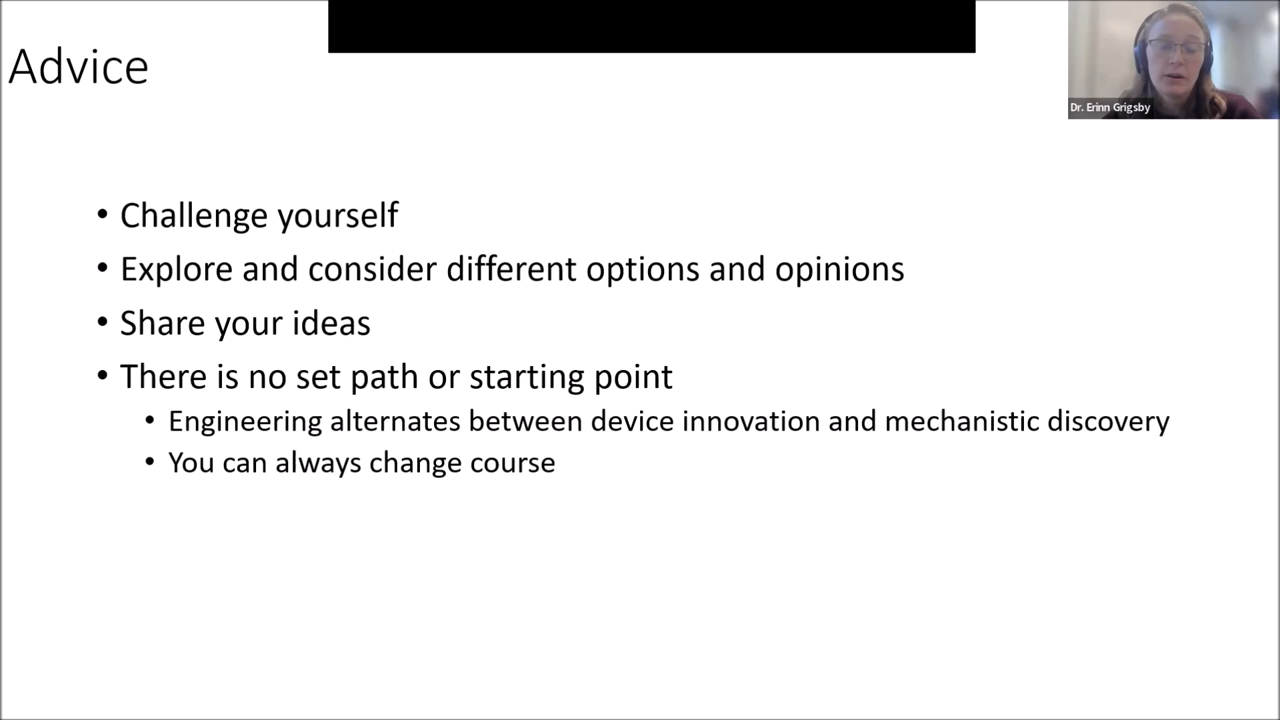 Advice
Dr. Erinn Grigsby
• Challenge yourself
• Explore and consider different options and opinions
• Share your ideas
• There is no set path or starting point
• Engineering alternates between device innovation and mechanistic discovery
• You can always change course